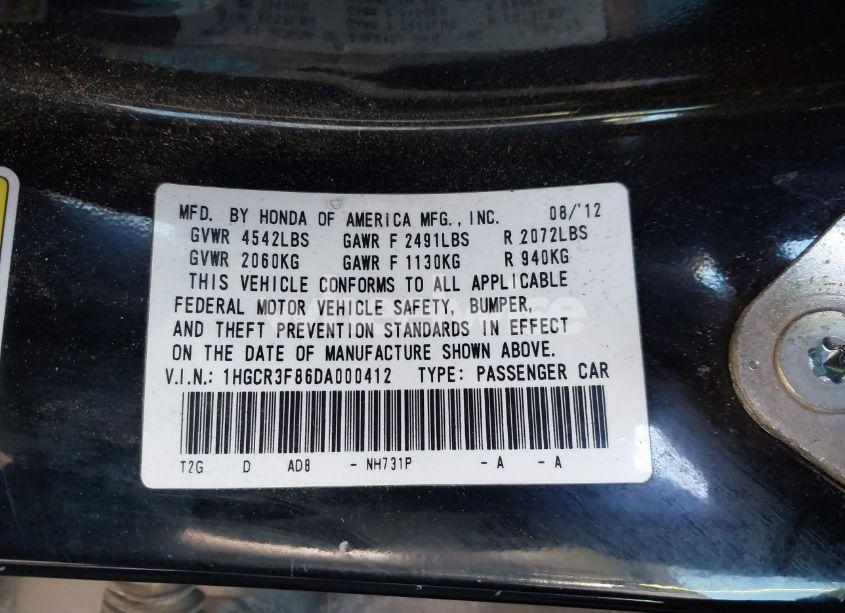 MFD. BY HONDA OF AMERICA MFG., INC. 08/'12
GVWR 4542LBS GAWR F 2491LBS R 2072LBS
GVWR 2060KG GAWR F 1130KG R 940KG
THIS VEHICLE CONFORMS TO ALL APPLICABLE
FEDERAL MOTOR VEHICLE SAFETY, BUMPER,
AND THEFT PREVENTION STANDARDS IN EFFECT
ON THE DATE OF MANUFACTURE SHOWN ABOVE.
V.I.N.: 1HGCR3F86DA000412 TYPE: PASSENGER CAR
T2G D AD8 - NH731P - A - A